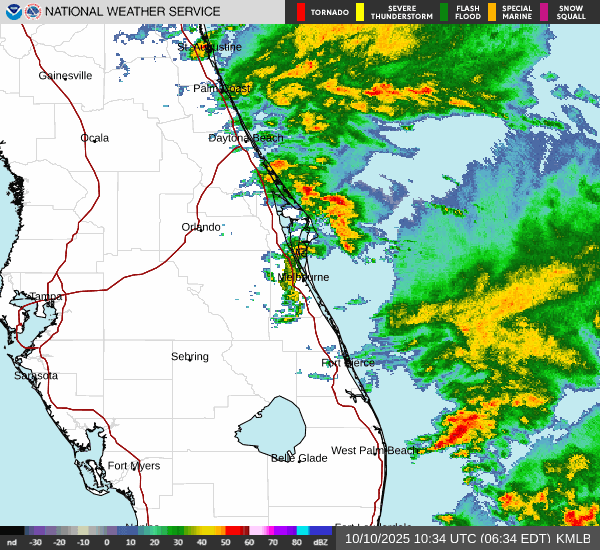 NATIONAL WEATHER SERVICE
TORNADO
SEVERE
THUNDERSTORM
FLASH
FLOOD
SPECIAL
MARINE
SNOW
SQUALL
St. Augustine
Gainesville
Palm Coast
Ocala
Daytona Beach
Orlando
Melbourne
Tampa
Sebring
Fort Pierce
Sarasota
West Palm Beach
Belle Glade
Fort Myers
nd -30 -20 -10 0 10 20 30 40 50 60 70 80 dBZ
10/10/2025 10:34 UTC (06:34 EDT) KMLB